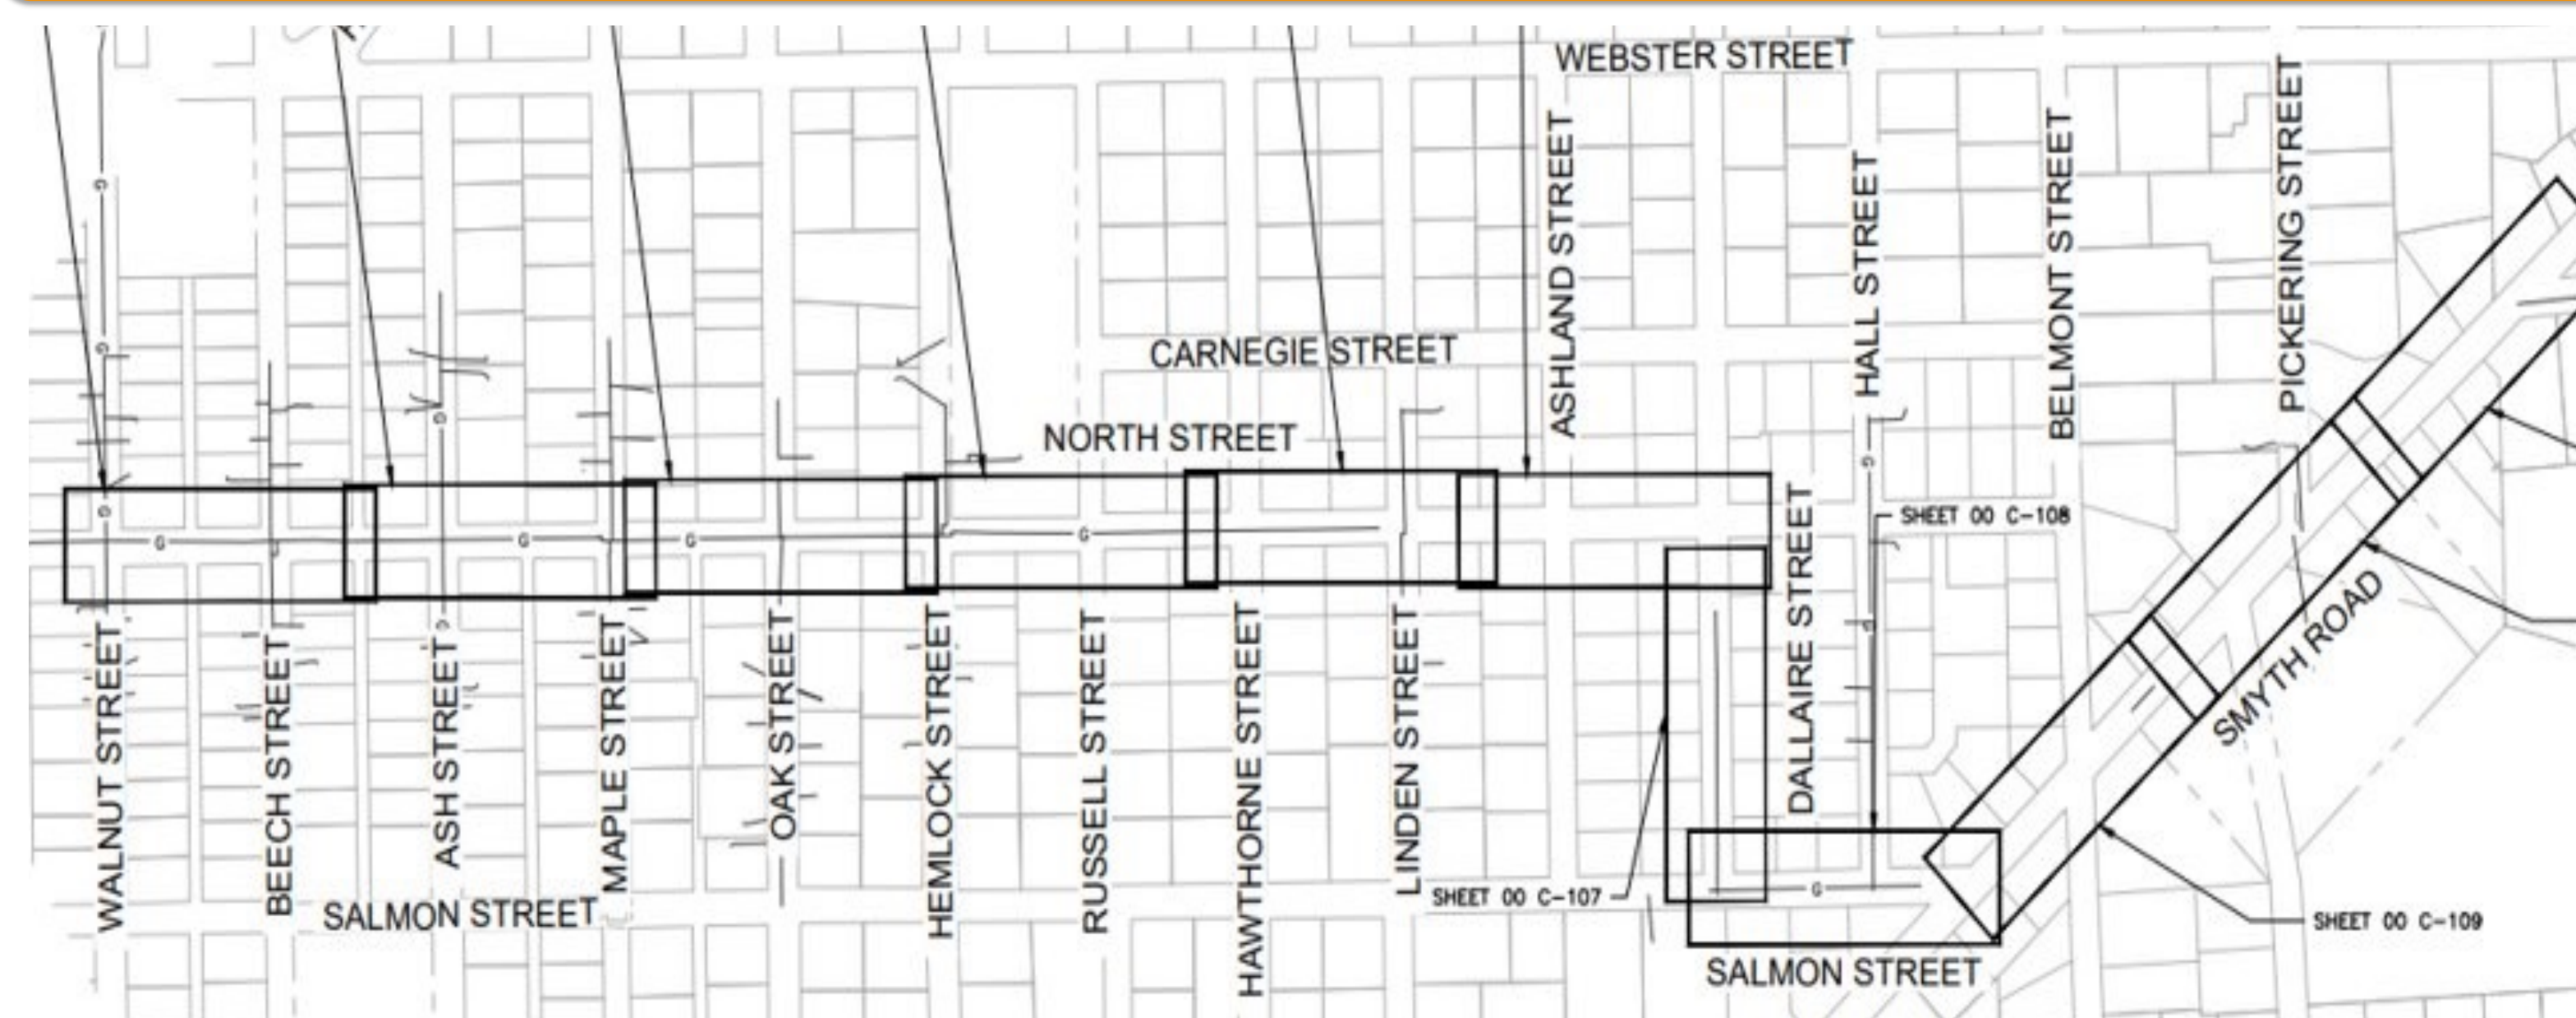 WEBSTER STREET
ASHLAND STREET
HALL STREET
BELMONT STREET
PICKERING STREET
G
G
CARNEGIE STREET
NORTH STREET
G
G
G
G
G
G
G
SHEET 00 C-108
DALLAIRE STREET
SMYTH ROAD
G
G
WALNUT STREET
BEECH STREET
ASH STREET
MAPLE STREET
OAK STREET
HEMLOCK STREET
RUSSELL STREET
HAWTHORNE STREET
LINDEN STREET
SHEET 00 C-107
G
SALMON STREET
SHEET 00 C-109
SALMON STREET